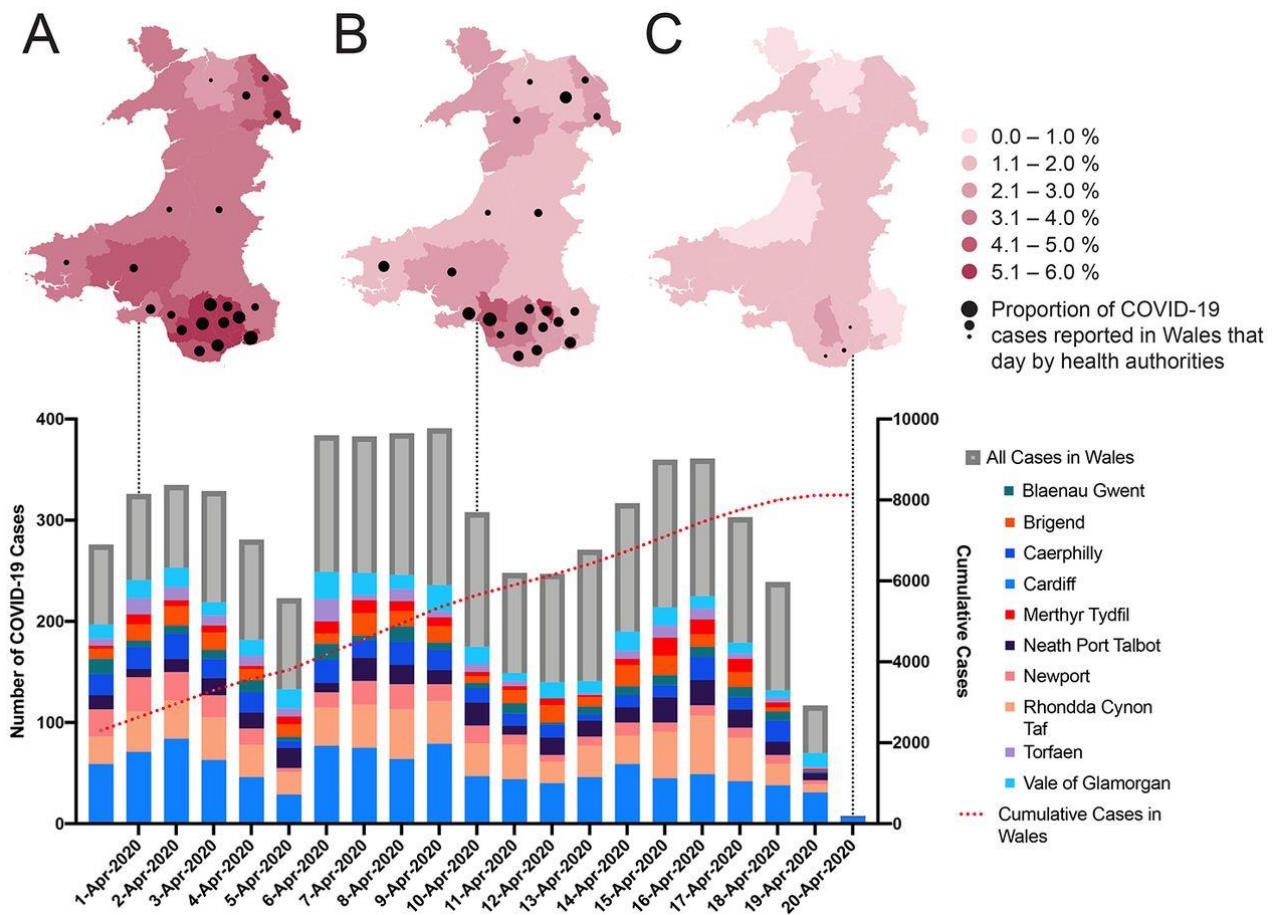 A
B
C
0.0 – 1.0 %
1.1 – 2.0 %
2.1 – 3.0 %
3.1 – 4.0 %
4.1 – 5.0 %
5.1 – 6.0 %
Proportion of COVID-19
cases reported in Wales that
day by health authorities
Number of COVID-19 Cases
400
300
200
100
0
10000
8000
6000
4000
2000
0
Cumulative Cases
All Cases in Wales
Blaenau Gwent
Brigend
Caerphilly
Cardiff
Merthyr Tydfil
Neath Port Talbot
Newport
Rhondda Cynon
Taf
Torfaen
Vale of Glamorgan
Cumulative Cases in
Wales
1-Apr-2020
2-Apr-2020
3-Apr-2020
4-Apr-2020
5-Apr-2020
6-Apr-2020
7-Apr-2020
8-Apr-2020
9-Apr-2020
10-Apr-2020
11-Apr-2020
12-Apr-2020
13-Apr-2020
14-Apr-2020
15-Apr-2020
16-Apr-2020
17-Apr-2020
18-Apr-2020
19-Apr-2020
20-Apr-2020